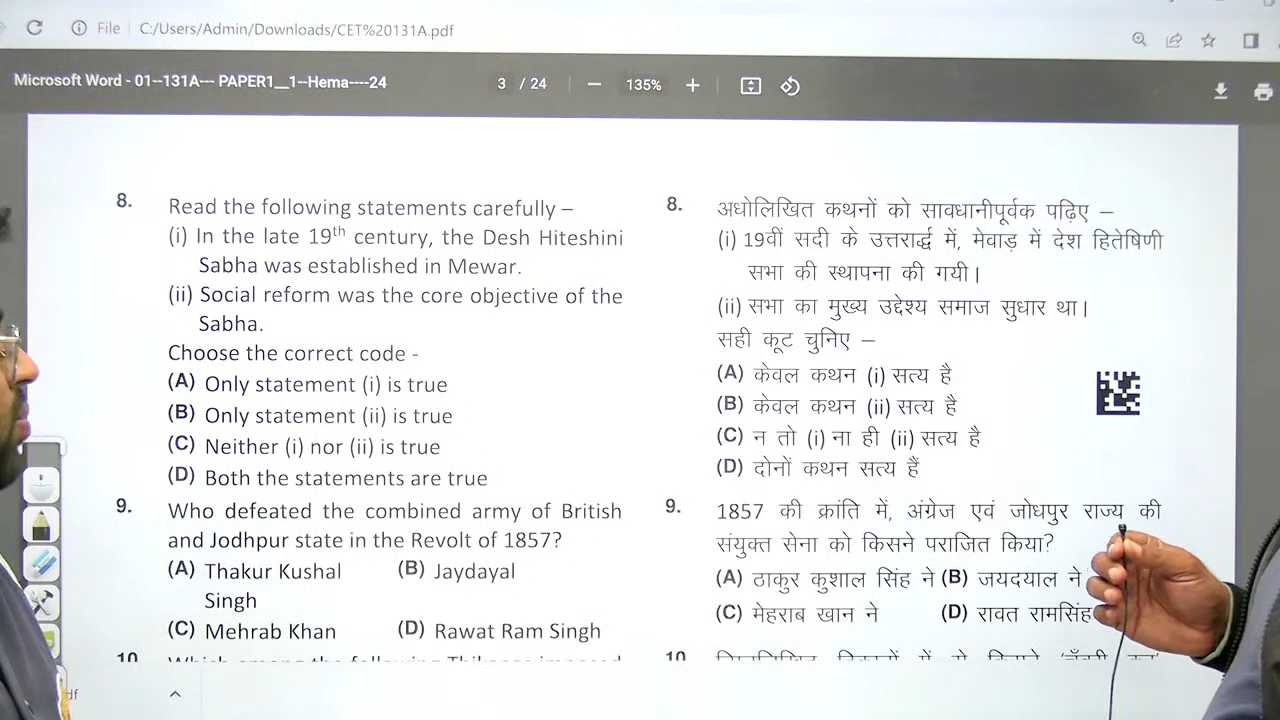 File C:/Users/Admin/Downloads/CET%20131A.pdf
Microsoft Word - 01--131A--- PAPER1__1--Hema----24
3 / 24
135%
8. Read the following statements carefully –
(i) In the late 19th century, the Desh Hiteshini
Sabha was established in Mewar.
(ii) Social reform was the core objective of the
Sabha.
Choose the correct code -
(A) Only statement (i) is true
(B) Only statement (ii) is true
(C) Neither (i) nor (ii) is true
(D) Both the statements are true
9. Who defeated the combined army of British
and Jodhpur state in the Revolt of 1857?
(A) Thakur Kushal (B) Jaydayal
Singh
(C) Mehrab Khan (D) Rawat Ram Singh
10
8. अधोलिखित कथनों को सावधानीपूर्वक पढ़िए –
(i) 19वीं सदी के उत्तरार्द्ध में, मेवाड़ में देश हितेषिणी
सभा की स्थापना की गयी।
(ii) सभा का मुख्य उद्देश्य समाज सुधार था।
सही कूट चुनिए –
(A) केवल कथन (i) सत्य है
(B) केवल कथन (ii) सत्य है
(C) न तो (i) ना ही (ii) सत्य है
(D) दोनों कथन सत्य हैं
9. 1857 की क्रांति में, अंग्रेज एवं जोधपुर राज्य की
संयुक्त सेना को किसने पराजित किया?
(A) ठाकुर कुशाल सिंह ने (B) जयदयाल ने
(C) मेहराब खान ने (D) रावत रामसिंह
10
df